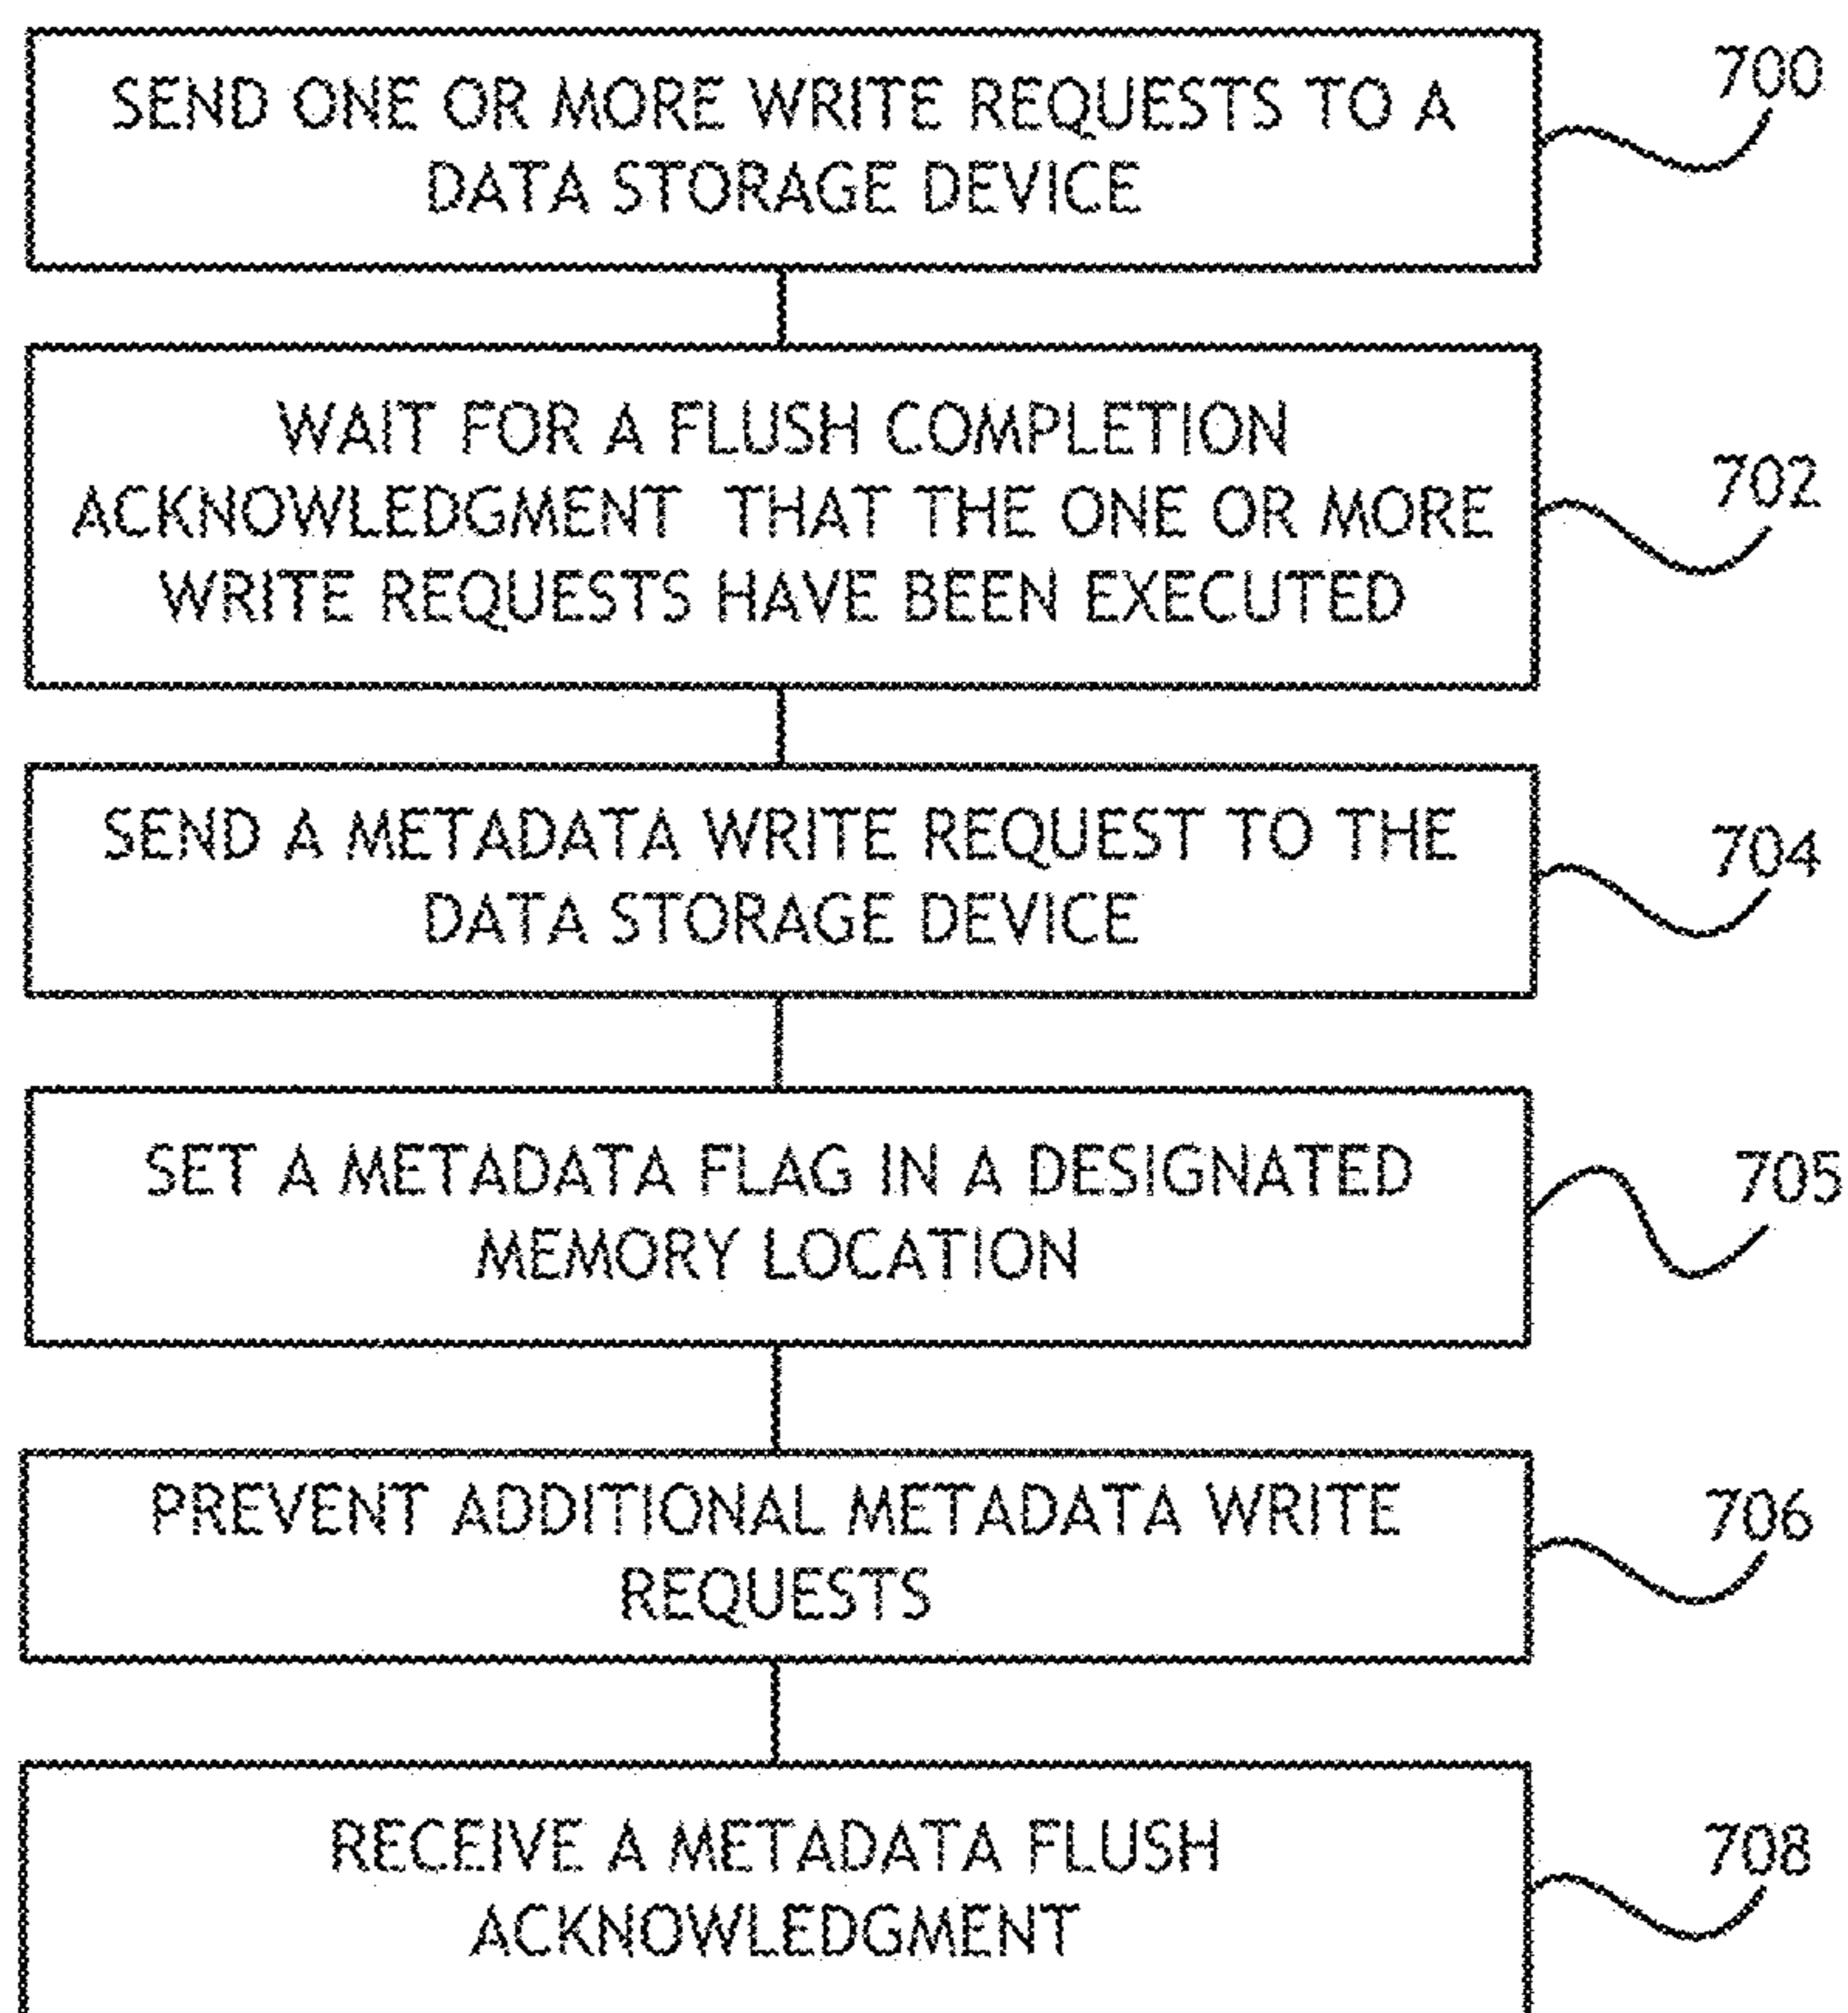 SEND ONE OR MORE WRITE REQUESTS TO A
DATA STORAGE DEVICE
700
WAIT FOR A FLUSH COMPLETION
ACKNOWLEDGMENT THAT THE ONE OR MORE
WRITE REQUESTS HAVE BEEN EXECUTED
702
SEND A METADATA WRITE REQUEST TO THE
DATA STORAGE DEVICE
704
SET A METADATA FLAG IN A DESIGNATED
MEMORY LOCATION
705
PREVENT ADDITIONAL METADATA WRITE
REQUESTS
706
RECEIVE A METADATA FLUSH
ACKNOWLEDGMENT
708